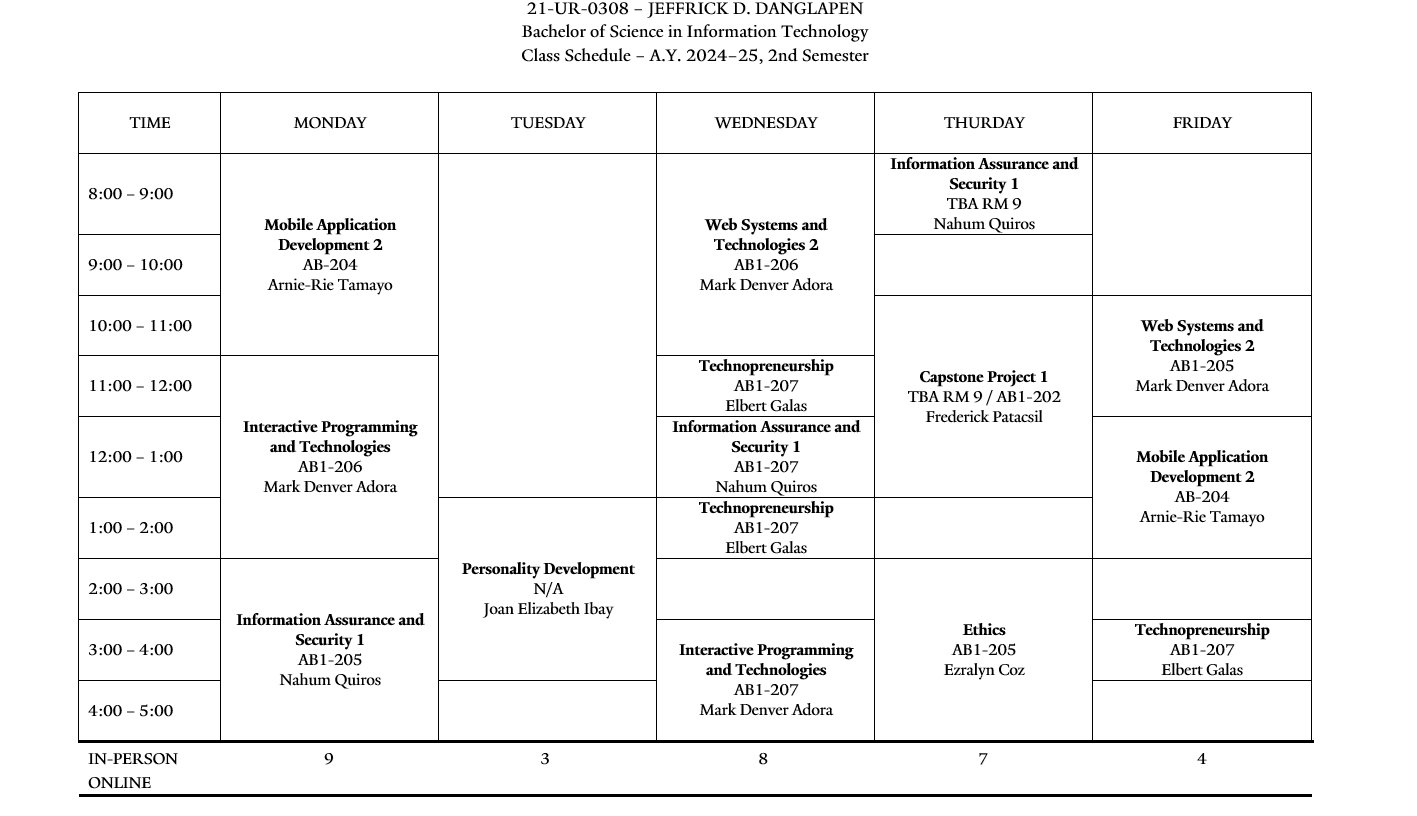 21-UR-0308 – JEFFRICK D. DANGLAPEN
Bachelor of Science in Information Technology
Class Schedule – A.Y. 2024–25, 2nd Semester
TIME
MONDAY
TUESDAY
WEDNESDAY
THURDAY
FRIDAY
8:00 – 9:00
Mobile Application
Development 2
AB-204
Arnie-Rie Tamayo
Web Systems and
Technologies 2
AB1-206
Mark Denver Adora
Information Assurance and
Security 1
TBA RM 9
Nahum Quiros
9:00 – 10:00
10:00 – 11:00
Capstone Project 1
TBA RM 9 / AB1-202
Frederick Patacsil
Web Systems and
Technologies 2
AB1-205
Mark Denver Adora
11:00 – 12:00
Interactive Programming
and Technologies
AB1-206
Mark Denver Adora
Technopreneurship
AB1-207
Elbert Galas
12:00 – 1:00
Information Assurance and
Security 1
AB1-207
Nahum Quiros
Mobile Application
Development 2
AB-204
Arnie-Rie Tamayo
1:00 – 2:00
Personality Development
N/A
Joan Elizabeth Ibay
Technopreneurship
AB1-207
Elbert Galas
2:00 – 3:00
Information Assurance and
Security 1
AB1-205
Nahum Quiros
Ethics
AB1-205
Ezralyn Coz
3:00 – 4:00
Interactive Programming
and Technologies
AB1-207
Mark Denver Adora
Technopreneurship
AB1-207
Elbert Galas
4:00 – 5:00
IN-PERSON
9
3
8
7
4
ONLINE